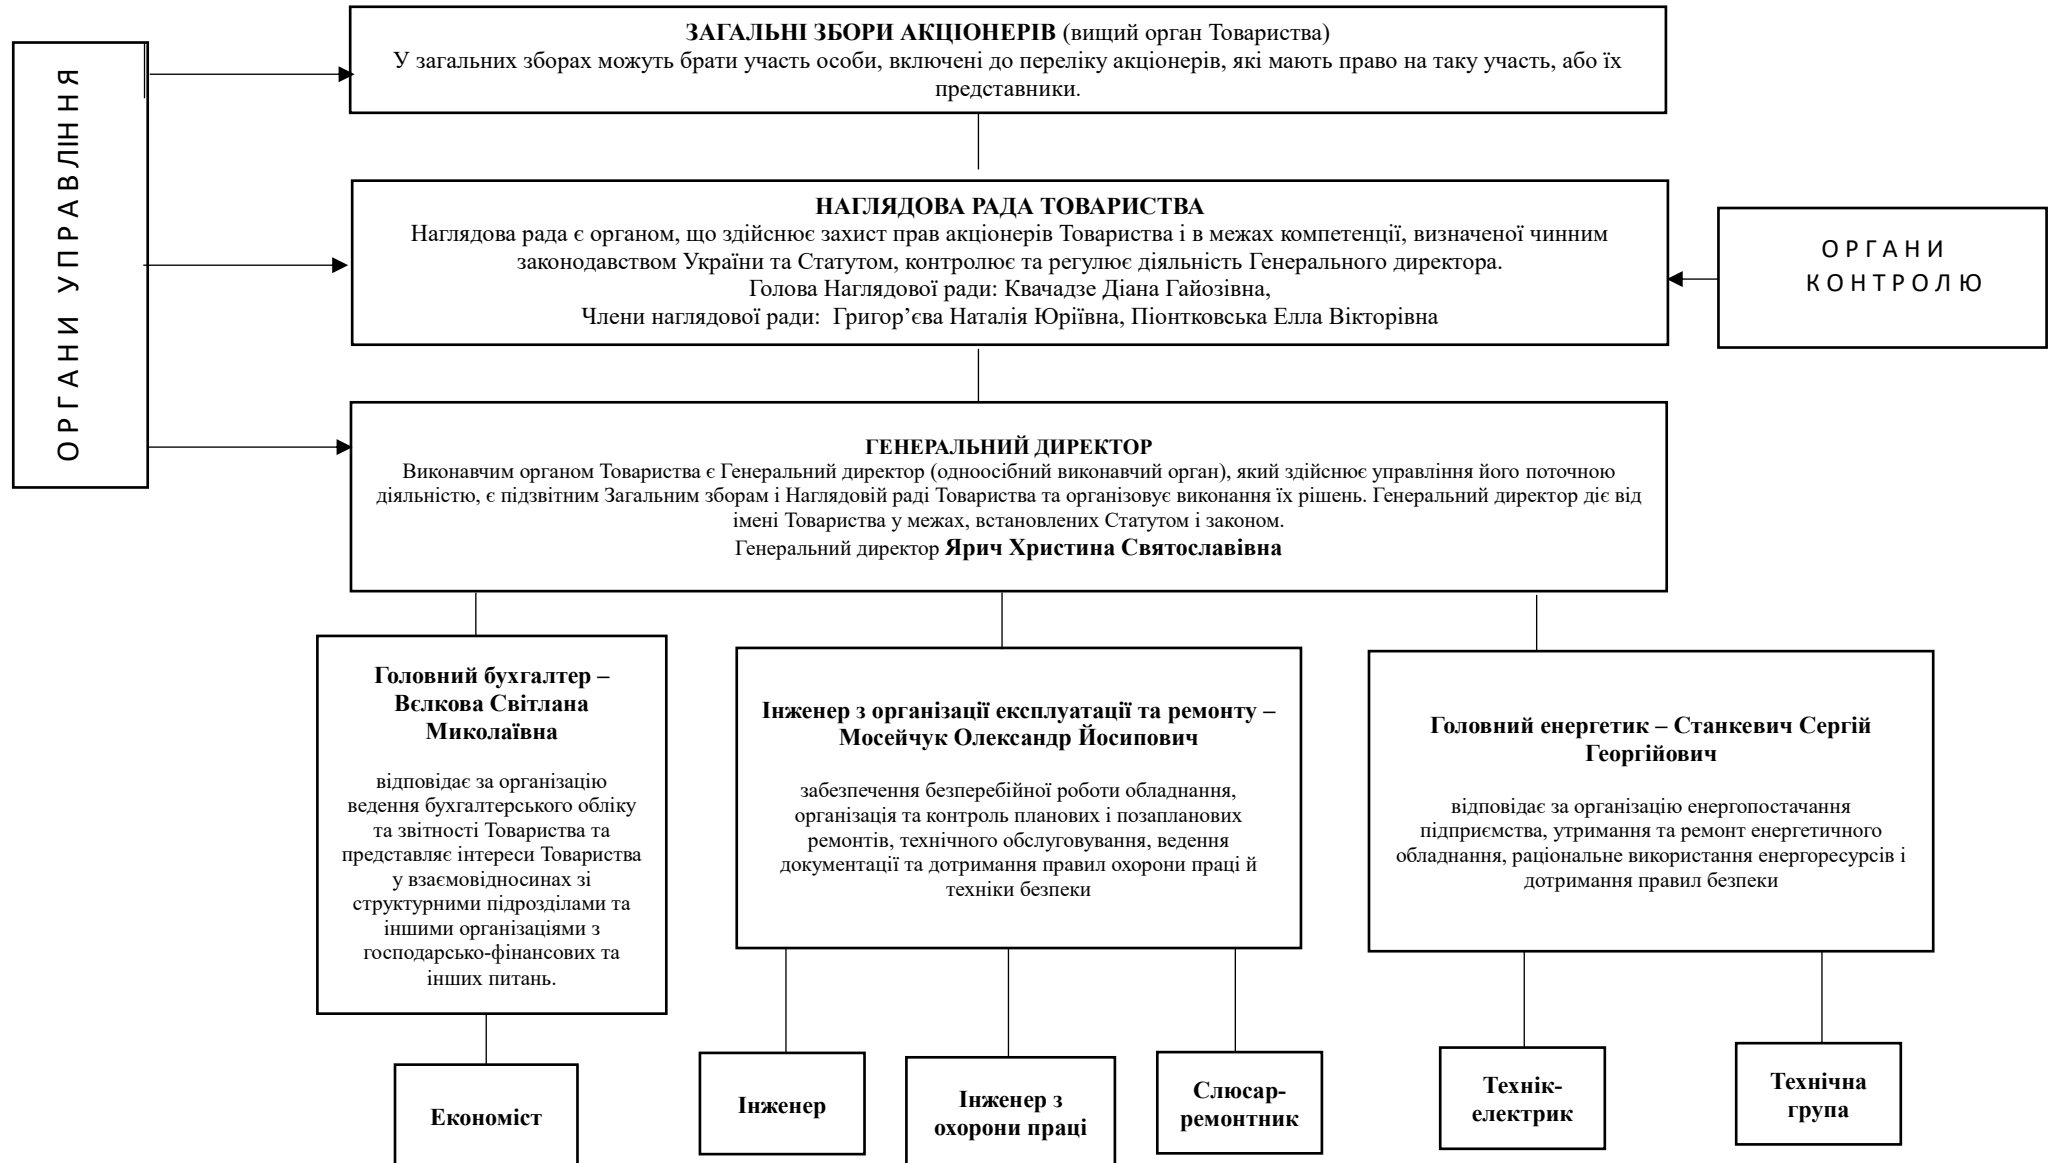 ОРГАНИ УПРАВЛІННЯ
ЗАГАЛЬНІ ЗБОРИ АКЦІОНЕРІВ (вищий орган Товариства)
У загальних зборах можуть брати участь особи, включені до переліку акціонерів, які мають право на таку участь, або їх
представники.
НАГЛЯДОВА РАДА ТОВАРИСТВА
Наглядова рада є органом, що здійснює захист прав акціонерів Товариства і в межах компетенції, визначеної чинним
законодавством України та Статутом, контролює та регулює діяльність Генерального директора.
Голова Наглядової ради: Квачадзе Діана Гайозівна,
Члени наглядової ради: Григор’єва Наталія Юріївна, Піонтковська Елла Вікторівна
ОРГАНИ
КОНТРОЛЮ
ГЕНЕРАЛЬНИЙ ДИРЕКТОР
Виконавчим органом Товариства є Генеральний директор (одноосібний виконавчий орган), який здійснює управління його поточною
діяльністю, є підзвітним Загальним зборам і Наглядовій раді Товариства та організовує виконання їх рішень. Генеральний директор діє від
імені Товариства у межах, встановлених Статутом і законом.
Генеральний директор Ярич Христина Святославівна
Головний бухгалтер –
Вєлкова Світлана
Миколаївна
відповідає за організацію
ведення бухгалтерського обліку
та звітності Товариства та
представляє інтереси Товариства
у взаємовідносинах зі
структурними підрозділами та
іншими організаціями з
господарсько-фінансових та
інших питань.
Інженер з організації експлуатації та ремонту –
Мосейчук Олександр Йосипович
забезпечення безперебійної роботи обладнання,
організація та контроль планових і позапланових
ремонтів, технічного обслуговування, ведення
документації та дотримання правил охорони праці й
техніки безпеки
Головний енергетик – Станкевич Сергій
Георгійович
відповідає за організацію енергопостачання
підприємства, утримання та ремонт енергетичного
обладнання, раціональне використання енергоресурсів і
дотримання правил безпеки
Економіст
Інженер
Інженер з
охорони праці
Слюсар-
ремонтник
Технік-
електрик
Технічна
група